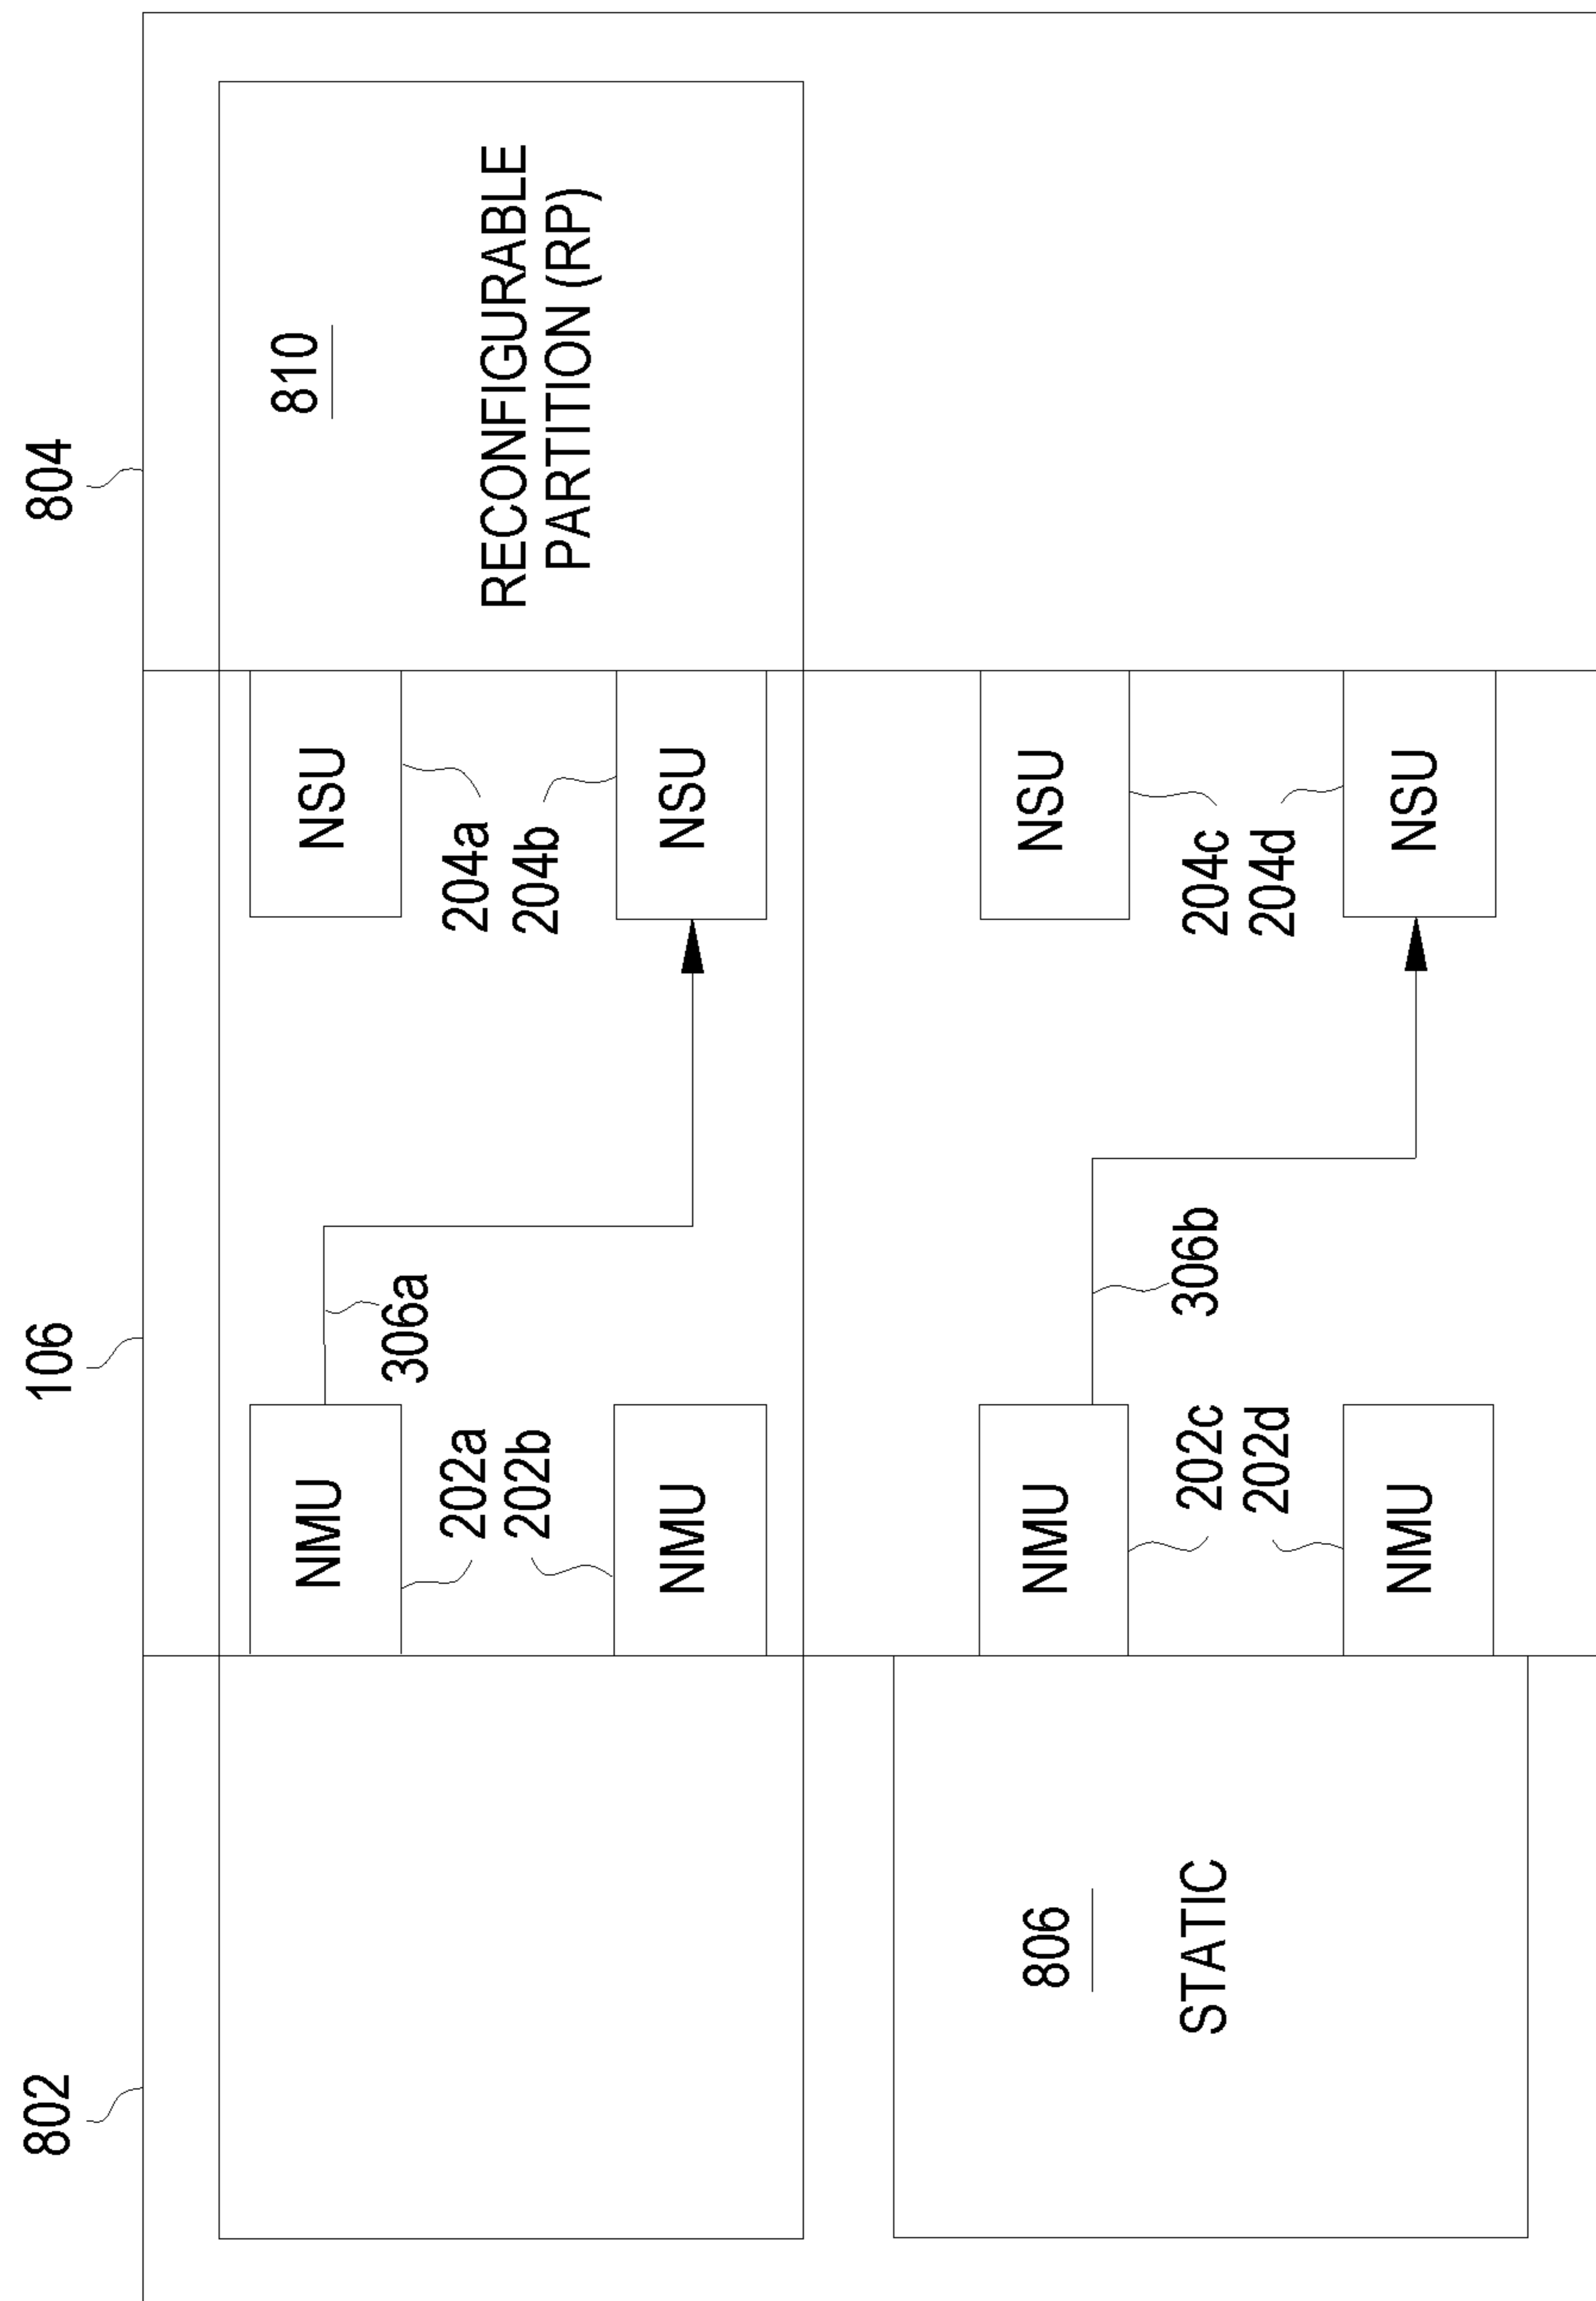 802
106
804
810
NMU
NSU
306a
202a
204a
RECONFIGURABLE
PARTITION (RP)
202b
204b
NMU
NSU
806
NMU
NSU
STATIC
306b
202c
204c
202d
204d
NMU
NSU